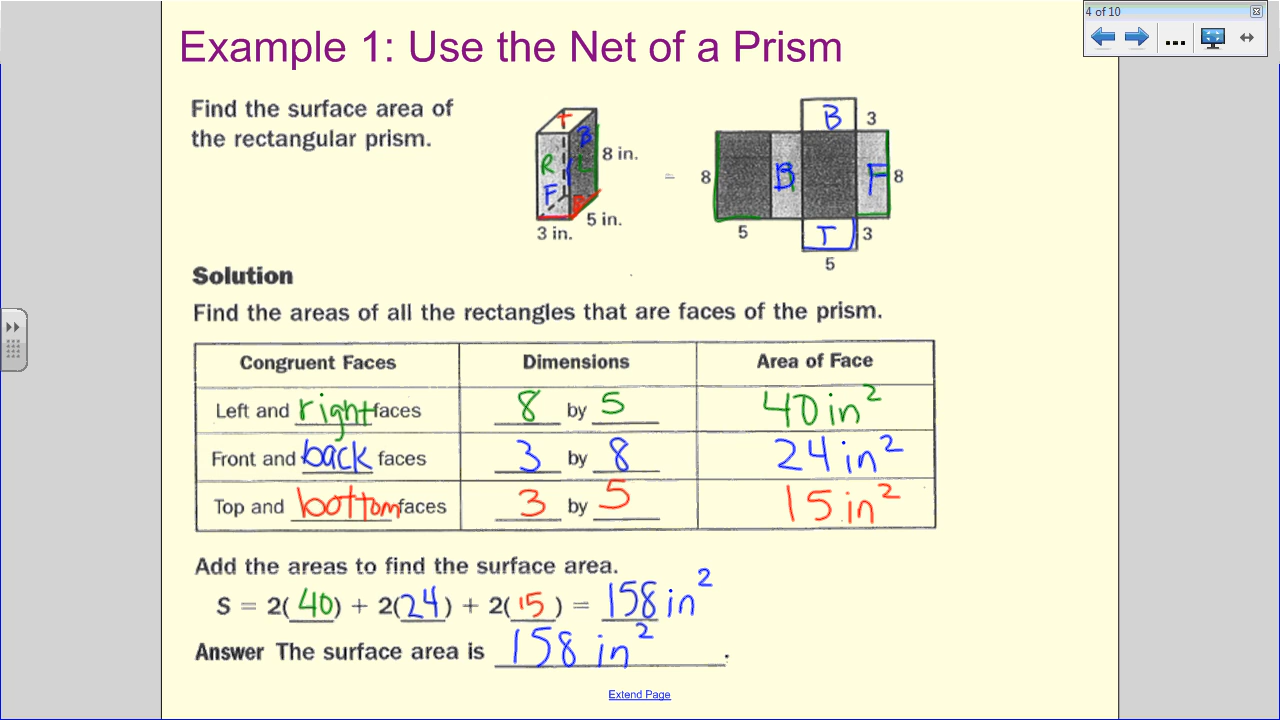 4 of 10
Example 1: Use the Net of a Prism
Find the surface area of
the rectangular prism.
T
B
R
L
F
8 in.
5 in.
3 in.
=
B 3
8 B F 8
5 T 3
5
Solution
Find the areas of all the rectangles that are faces of the prism.
Congruent Faces Dimensions Area of Face
Left and right faces 8 by 5 40 in²
Front and back faces 3 by 8 24 in²
Top and bottom faces 3 by 5 15 in²
Add the areas to find the surface area.
S = 2(40) + 2(24) + 2(15) = 158 in²
Answer The surface area is 158 in².
Extend Page